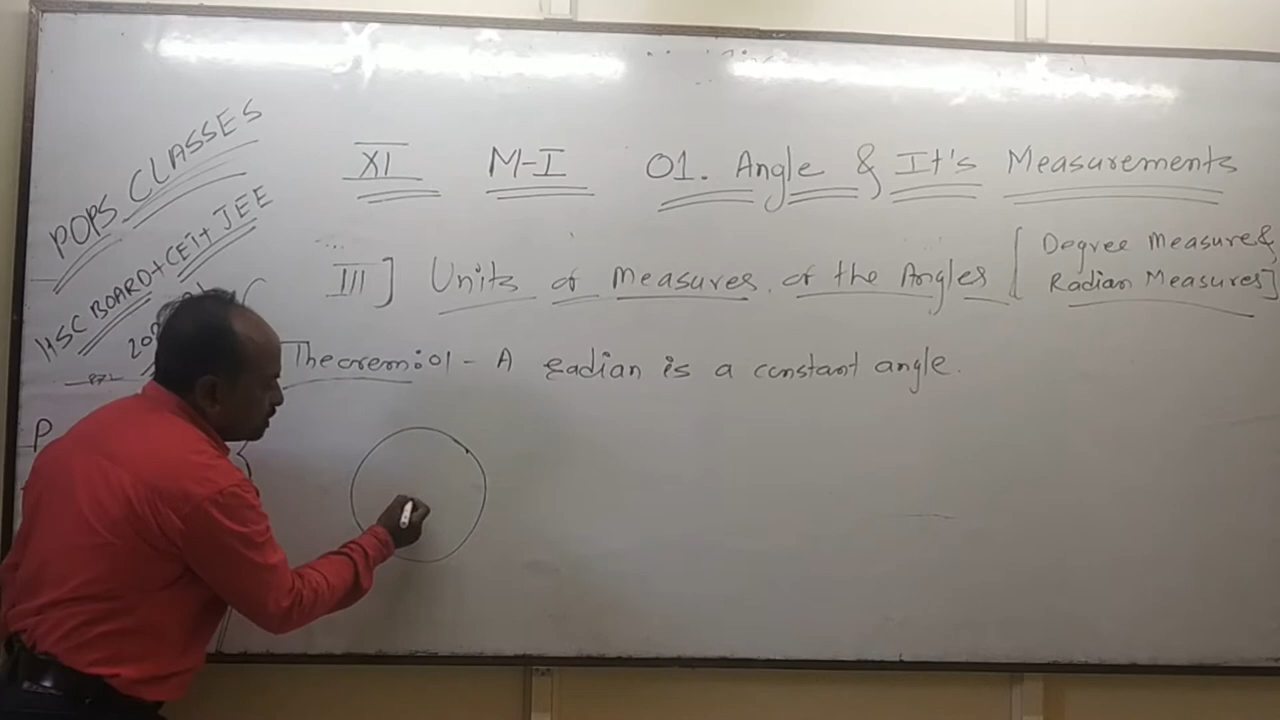 POPS CLASSES
HSC BOARD+CET+JEE
XI M-I 01. Angle & It's Measurements
III] Units of Measures of the Angles [Degree Measure &
Radian Measures]
Theorem:01 - A radian is a constant angle.
P